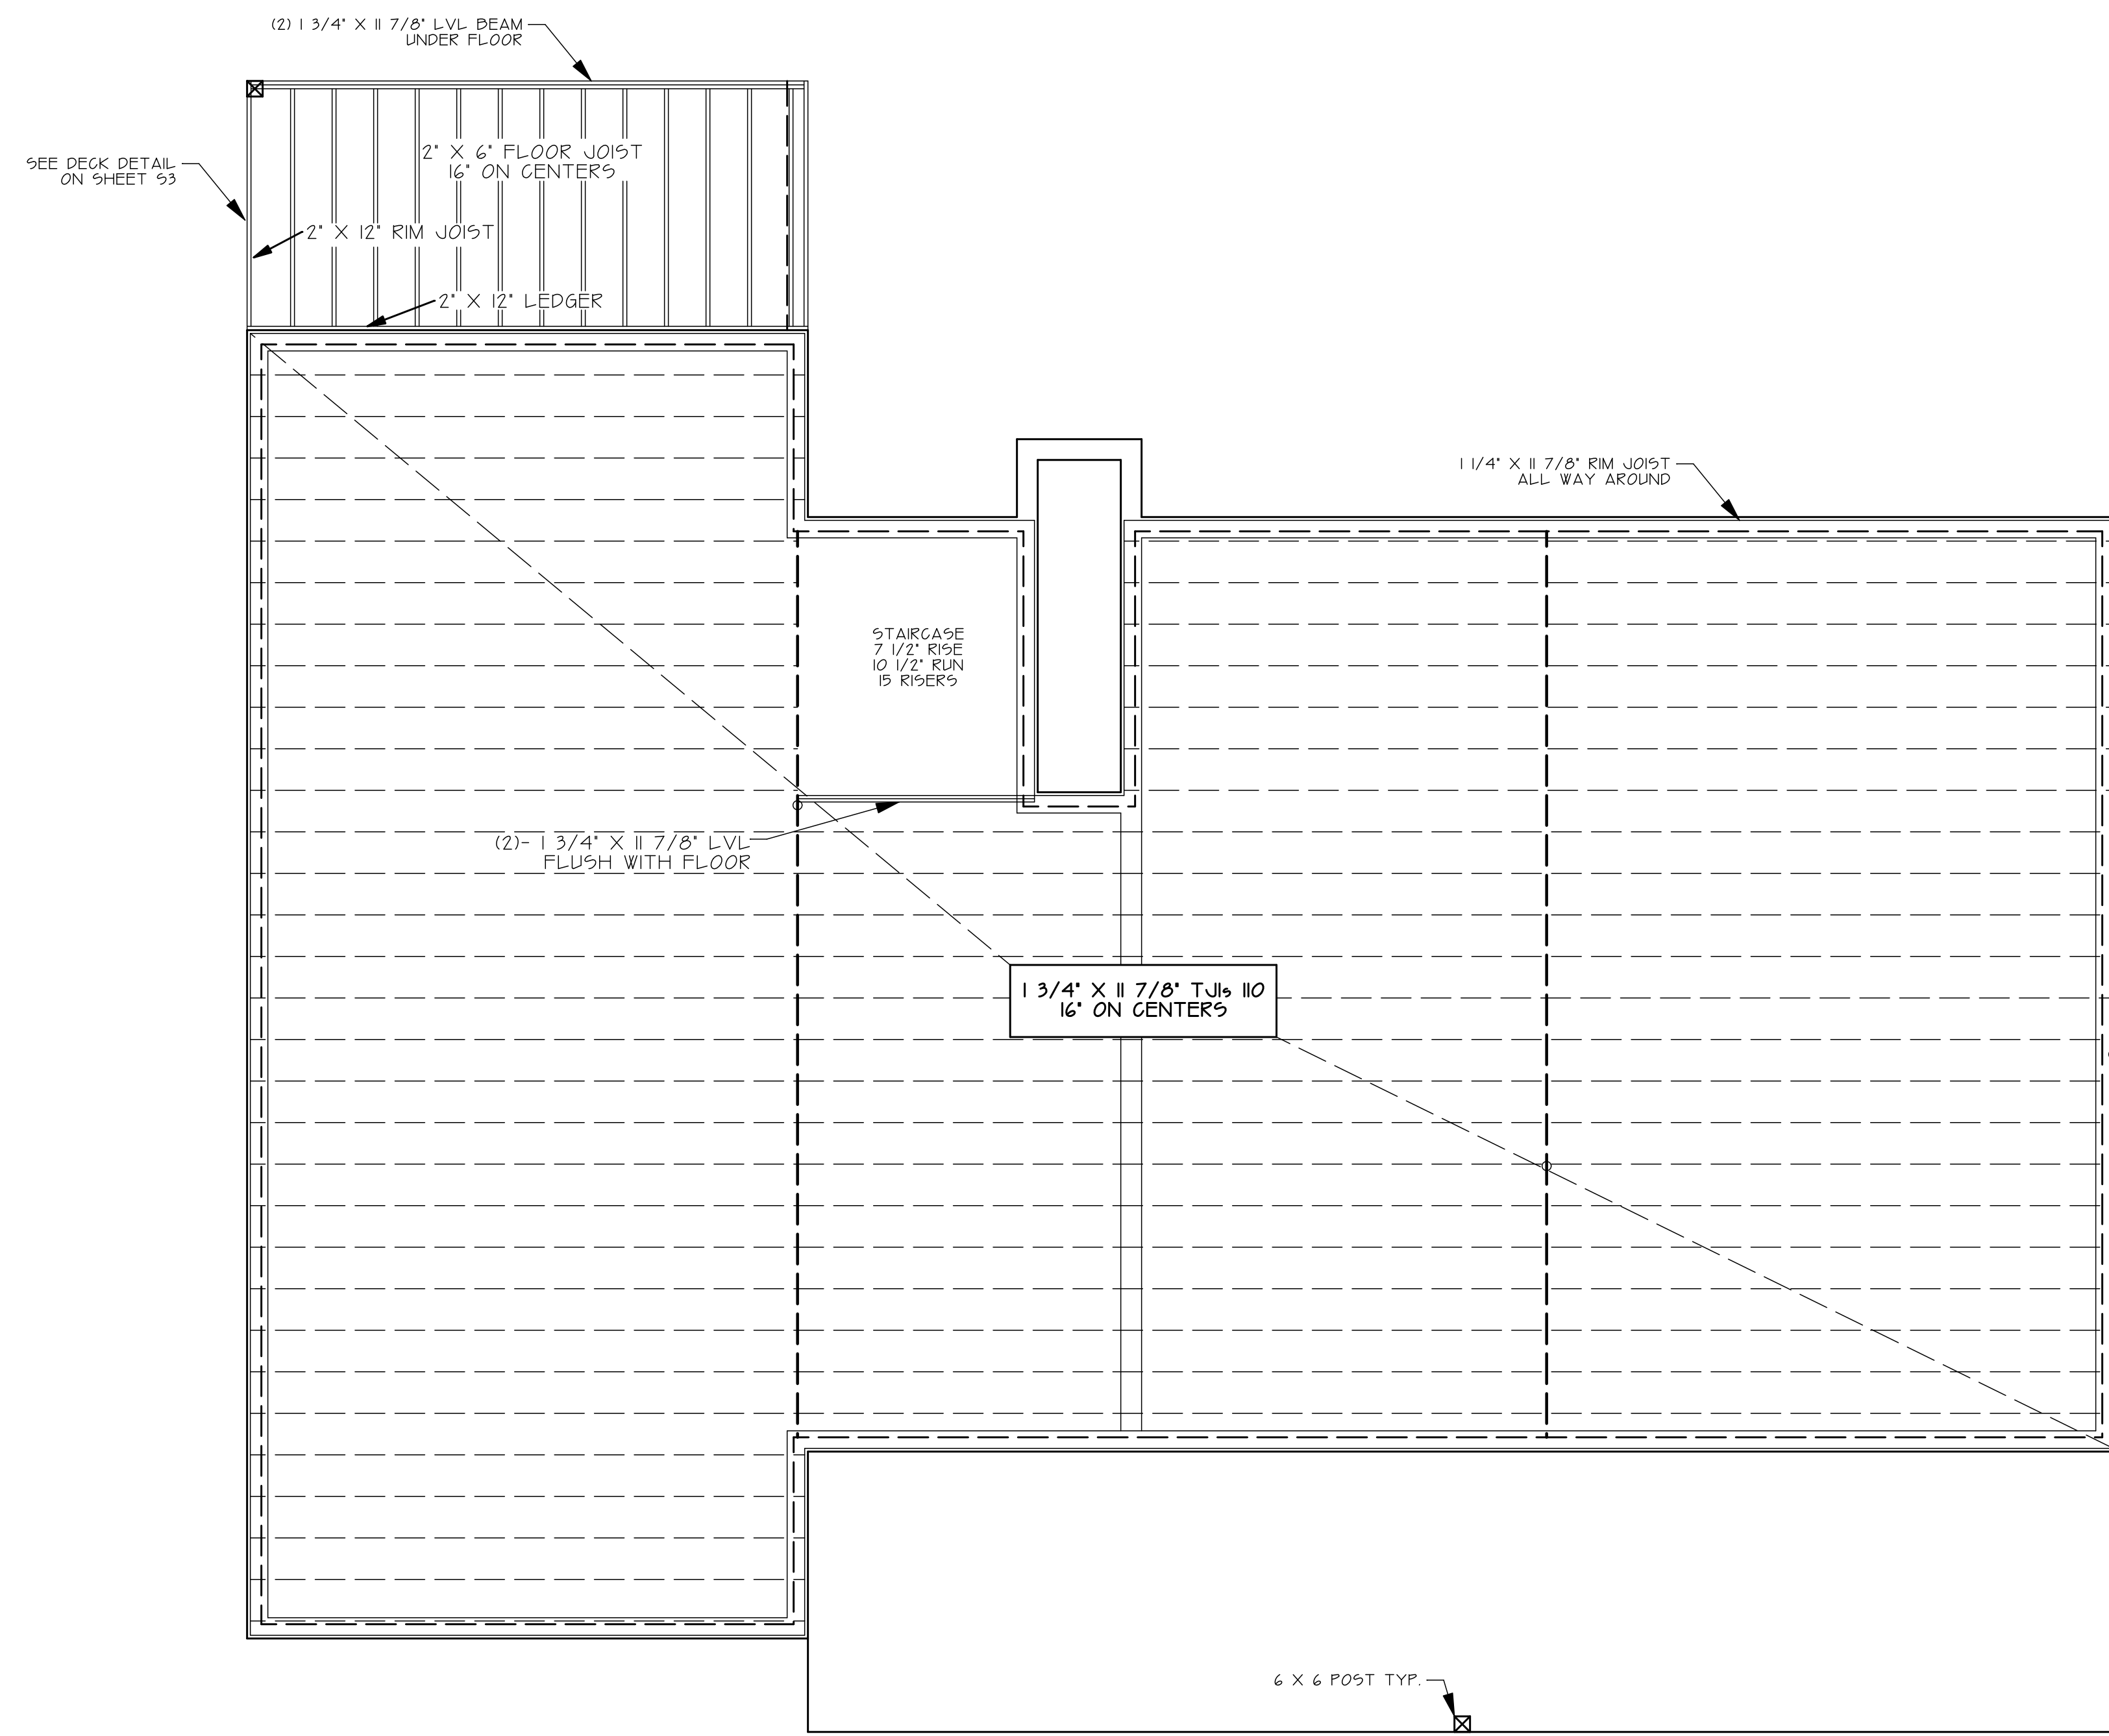 (2) 1 3/4" X 11 7/8" LVL BEAM
UNDER FLOOR
SEE DECK DETAIL
ON SHEET S3
2" X 6" FLOOR JOIST
16" ON CENTERS
2" X 12" RIM JOIST
2" X 12" LEDGER
1 1/4" X 11 7/8" RIM JOIST
ALL WAY AROUND
STAIRCASE
7 1/2" RISE
10 1/2" RUN
15 RISERS
(2)- 1 3/4" X 11 7/8" LVL
FLUSH WITH FLOOR
1 3/4" X 11 7/8" TJIs 110
16" ON CENTERS
6 X 6 POST TYP.